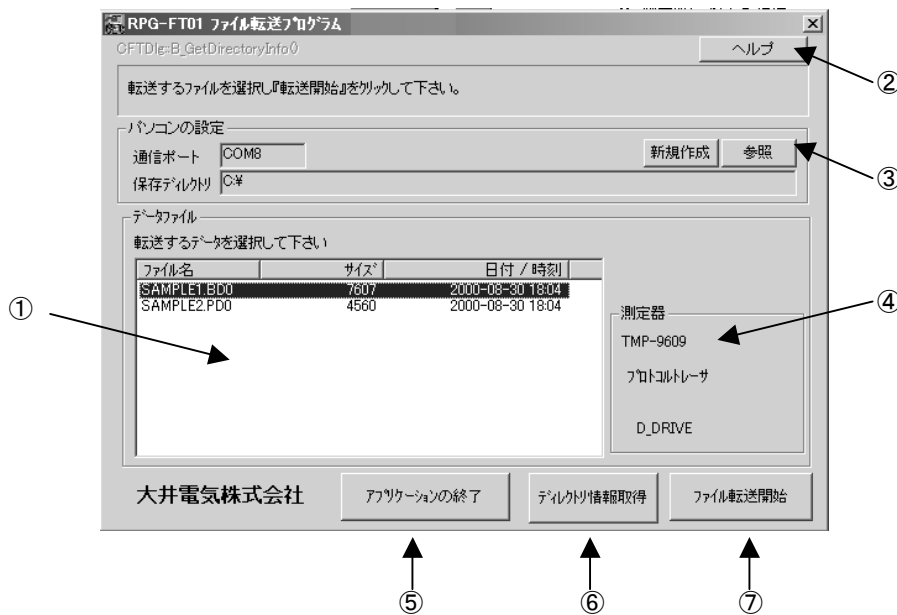 RPG-FT01 ファイル転送プログラム
CFTDlg::B_GetDirectoryInfo()
ヘルプ
②
転送するファイルを選択し『転送開始』をクリックして下さい。
パソコンの設定
通信ポート COM8 新規作成 参照
③
保存ディレクトリ C:¥
データファイル
転送するデータを選択して下さい
ファイル名 サイズ 日付 / 時刻
SAMPLE1.BD0 7607 2000-08-30 18:04
SAMPLE2.PD0 4560 2000-08-30 18:04
①
④
測定器
TMP-9609
プロトコルトレーサ
D_DRIVE
大井電気株式会社 アプリケーションの終了 ディレクトリ情報取得 ファイル転送開始
⑤ ⑥ ⑦